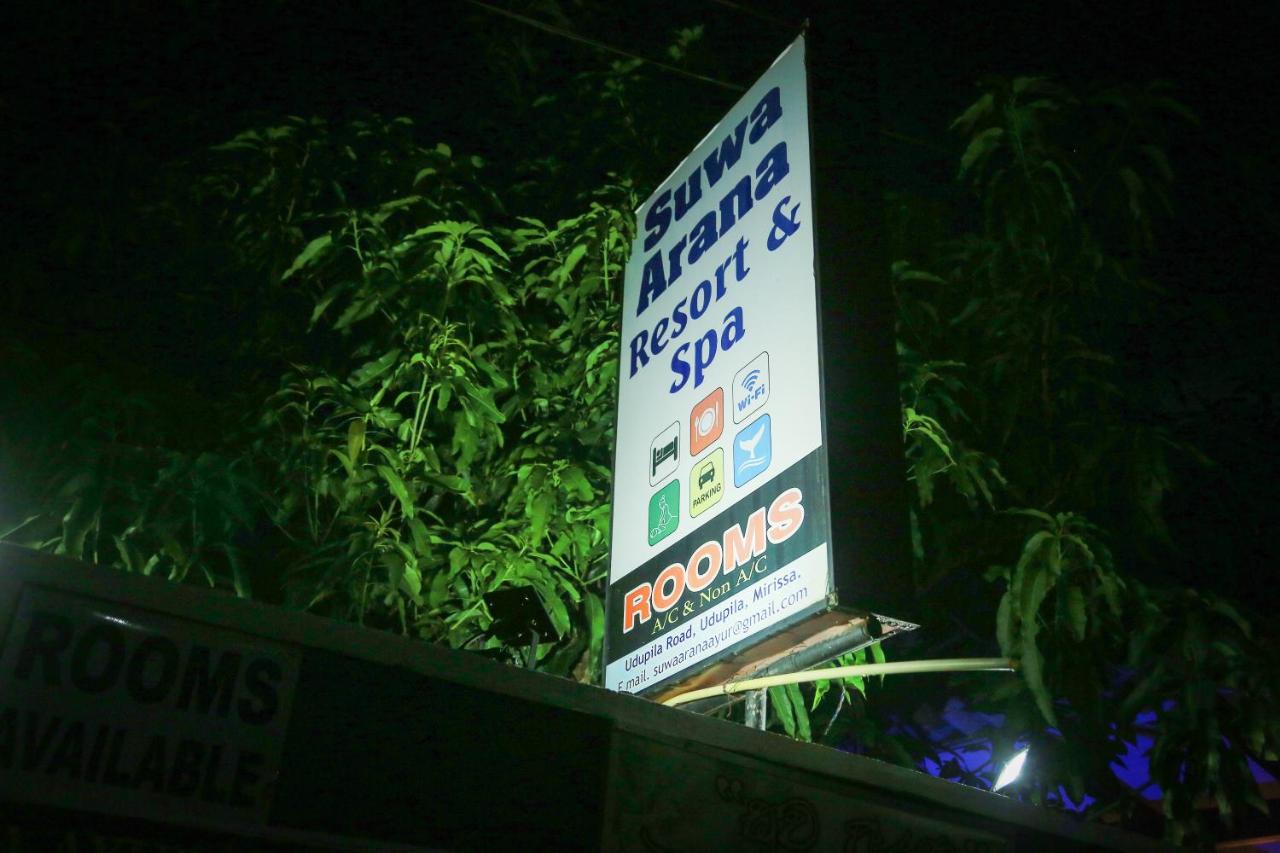 Suwa
Arana
Resort &
Spa
Wi-Fi
PARKING
ROOMS
A/C & Non A/C
Udupila Road, Udupila, Mirissa.
E mail. suwaaranaayur@gmail.com
ROOMS
AVAILABLE